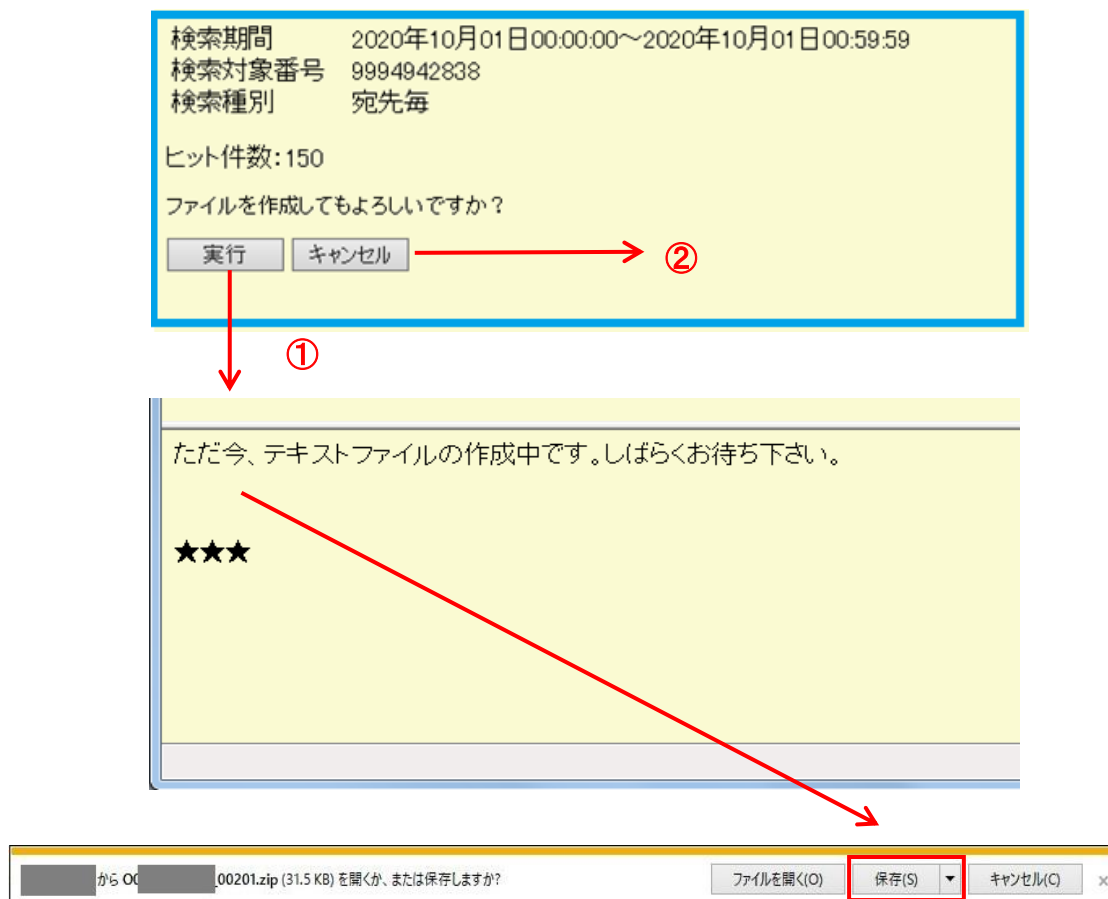 検索期間 2020年10月01日00:00:00～2020年10月01日00:59:59
検索対象番号 9994942838
検索種別 宛先毎
ヒット件数:150
ファイルを作成してもよろしいですか？
実行 キャンセル ②
①
ただ今、テキストファイルの作成中です。しばらくお待ち下さい。
★★★
から O0 _00201.zip (31.5 KB) を開くか、または保存しますか? ファイルを開く(O) 保存(S) ▼ キャンセル(C) ×